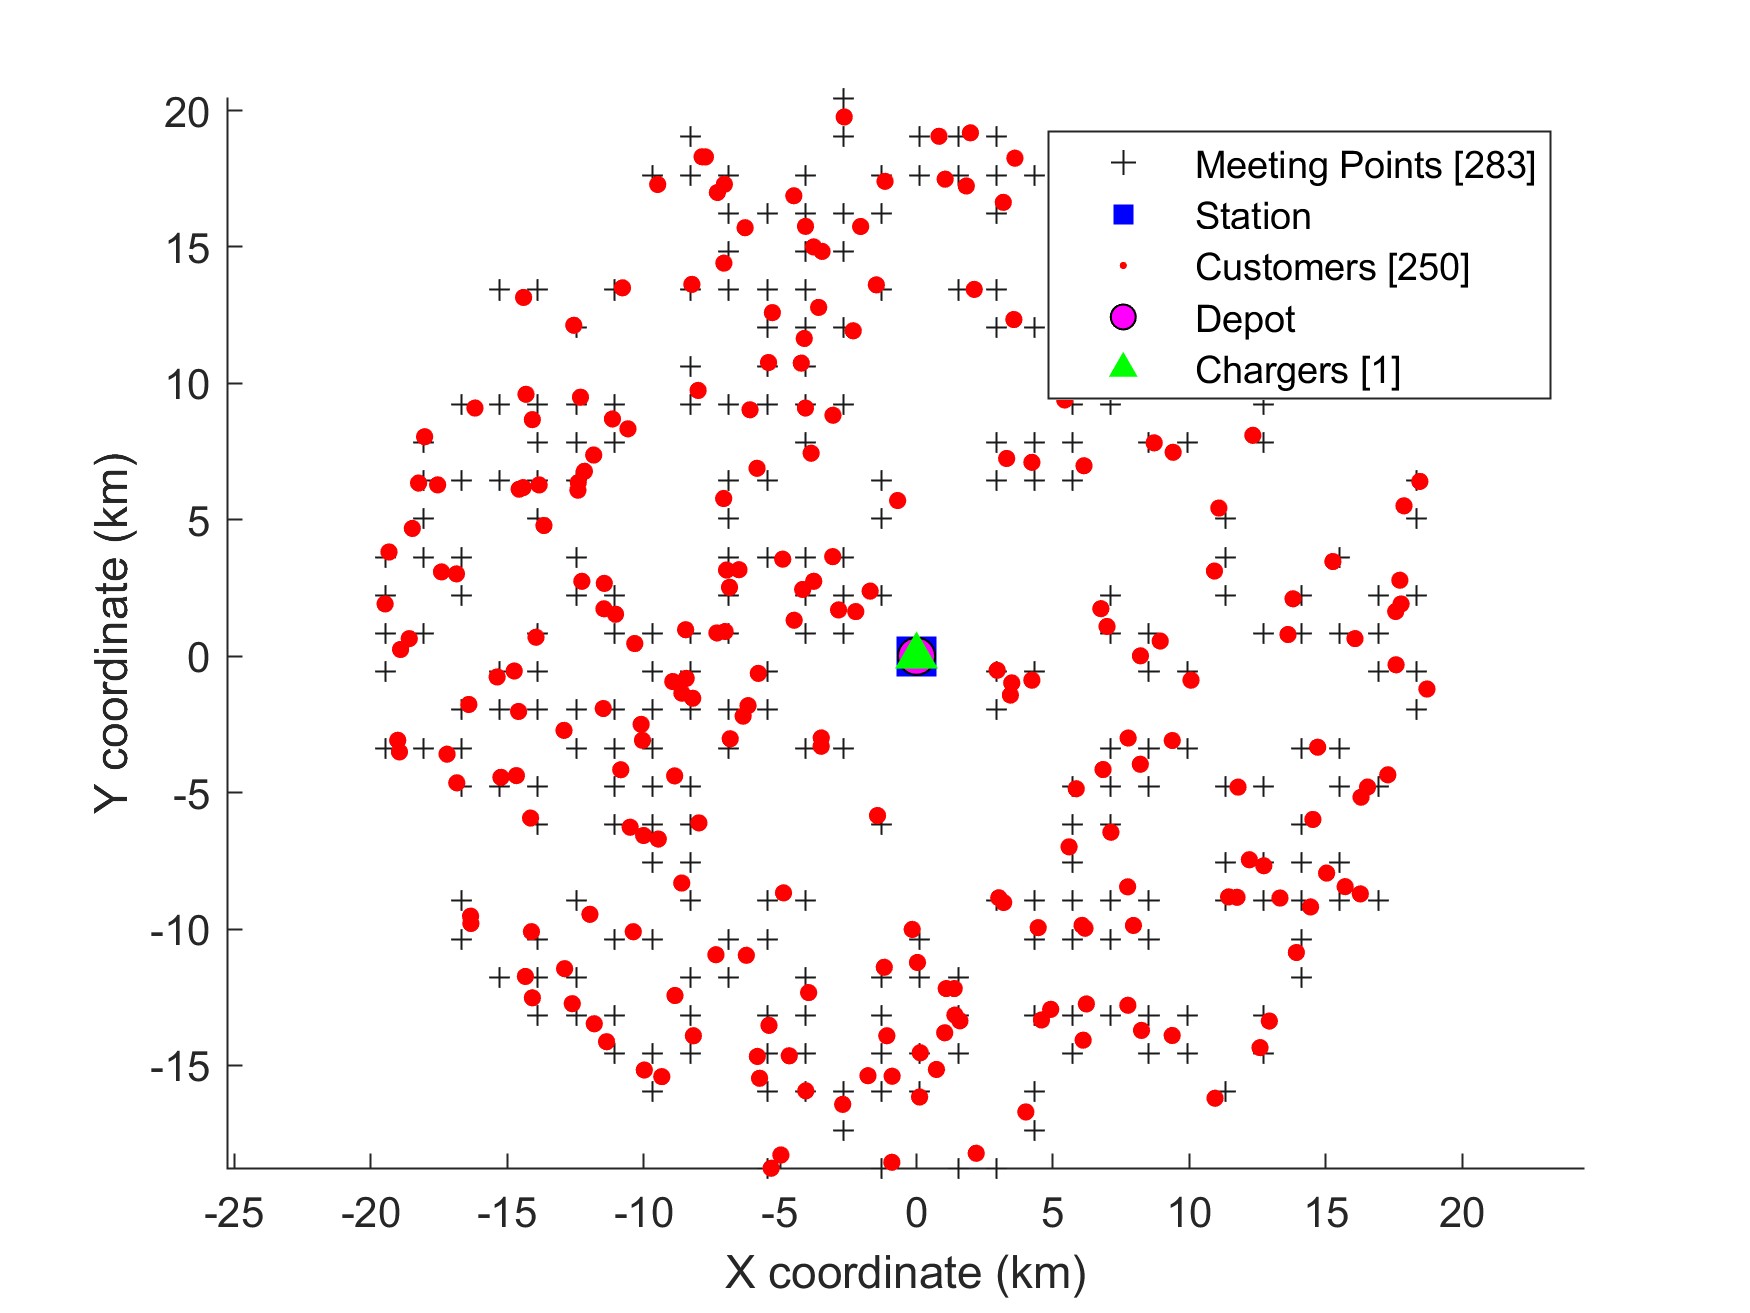 20
15
10
5
0
-5
-10
-15
Y coordinate (km)
Meeting Points [283]
Station
Customers [250]
Depot
Chargers [1]
-25 -20 -15 -10 -5 0 5 10 15 20
X coordinate (km)